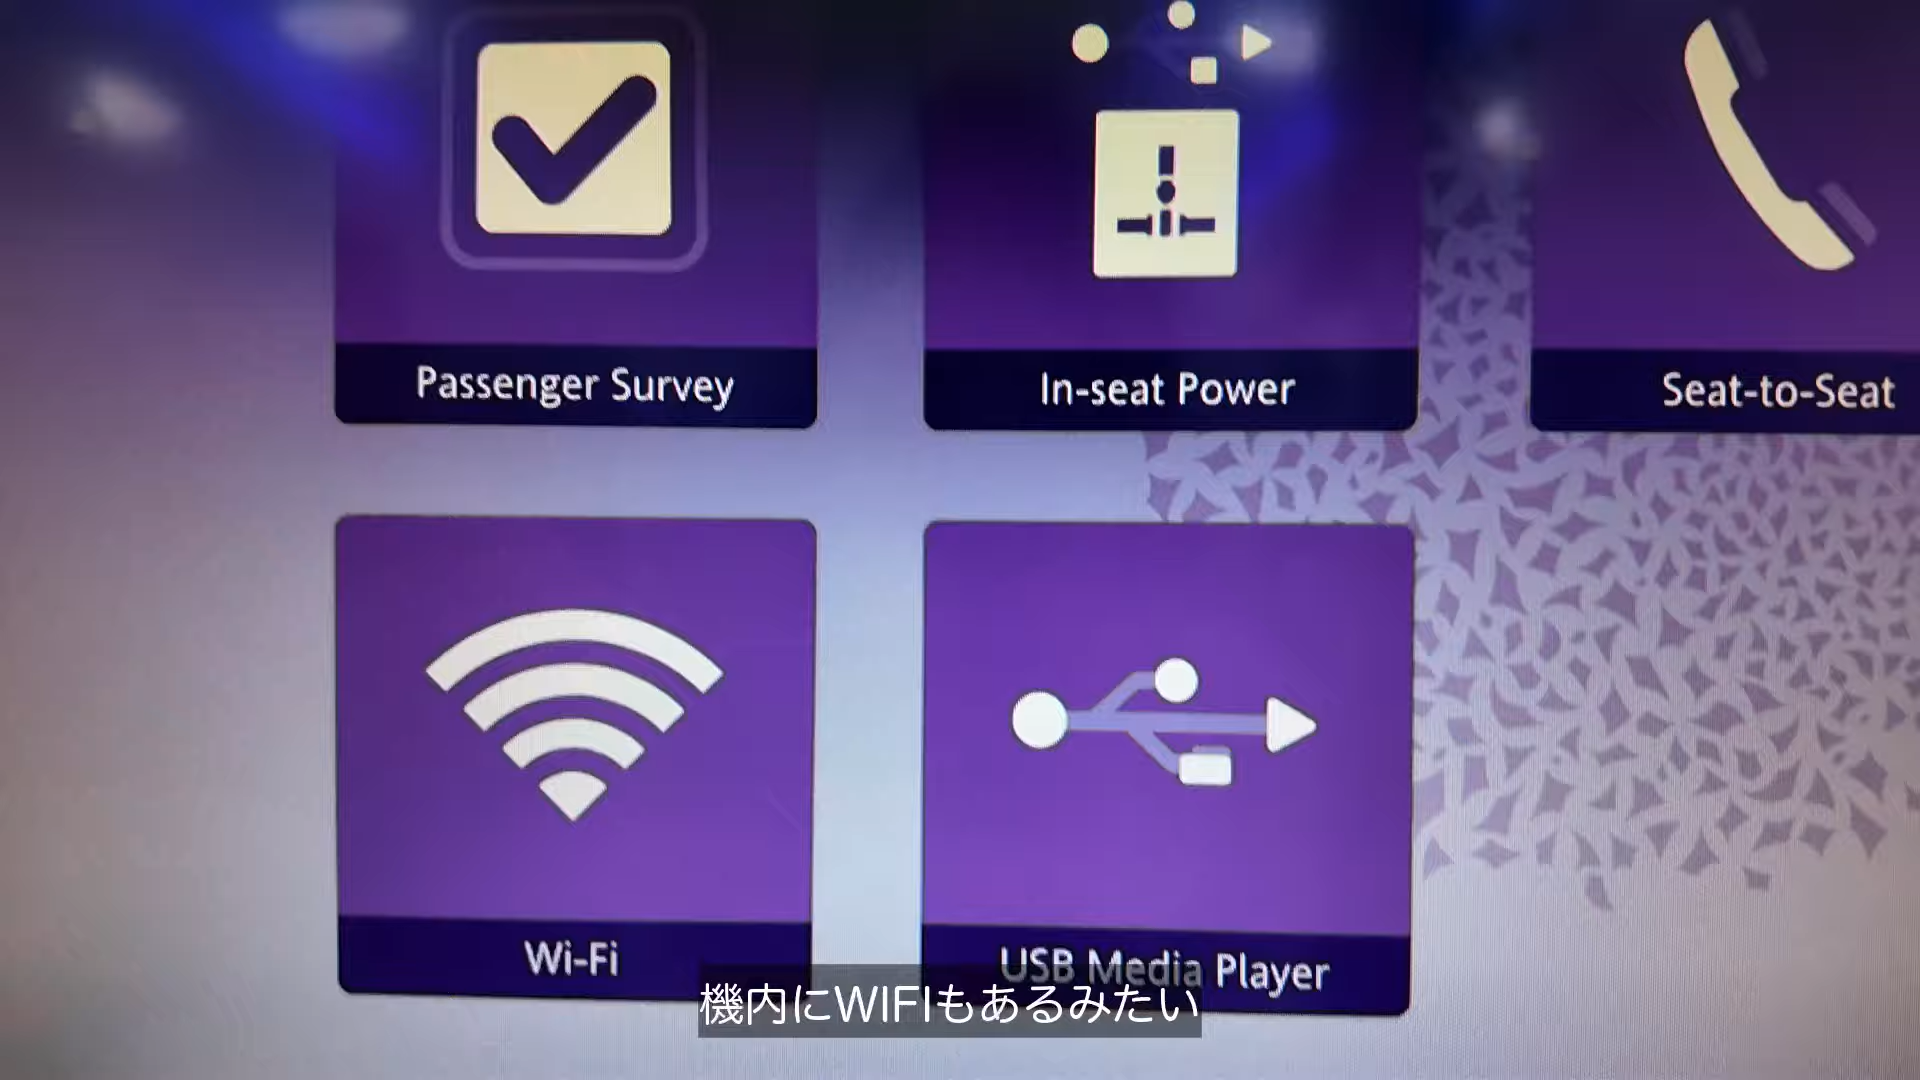 Passenger Survey
In-seat Power
Seat-to-Seat
Wi-Fi
USB Media Player
機内にWIFIもあるみたい